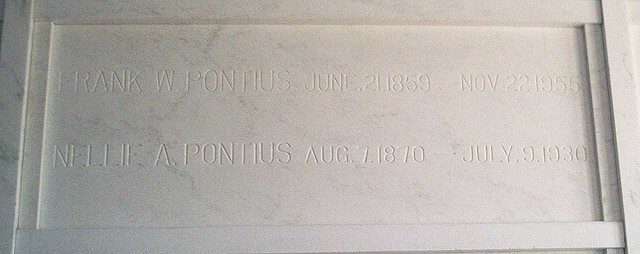 FRANK W. PONTIUS JUNE.21.1859 NOV.22.1955
NELLIE A. PONTIUS AUG.7.1870 JULY.9.1930